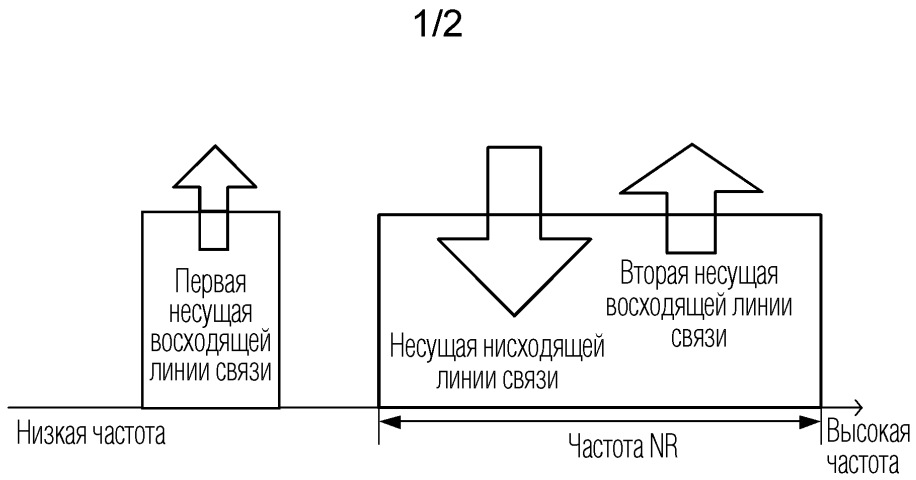 1/2
Первая
несущая
восходящей
линии связи
Несущая нисходящей
линии связи
Вторая несущая
восходящей линии
связи
Низкая частота
Частота NR
Высокая
частота